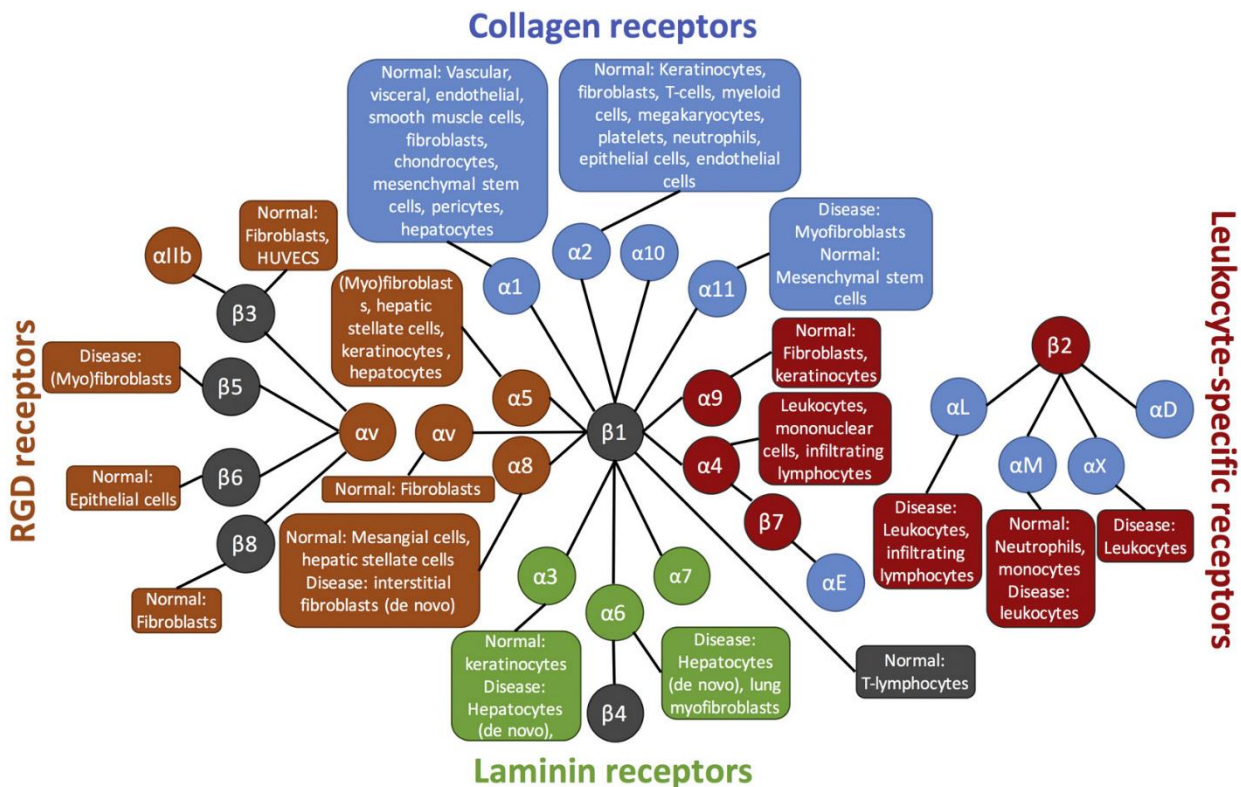 Collagen receptors
Normal: Vascular,
visceral, endothelial,
smooth muscle cells,
fibroblasts,
chondrocytes,
mesenchymal stem
cells, pericytes,
hepatocytes
Normal: Keratinocytes,
fibroblasts, T-cells, myeloid
cells, megakaryocytes,
platelets, neutrophils,
epithelial cells, endothelial
cells
Disease:
Myofibroblasts
Normal:
Mesenchymal stem
cells
α1
α2
α10
α11
RGD receptors
αIIb
Normal:
Fibroblasts,
HUVECS
β3
Disease:
(Myo)fibroblasts
β5
Normal:
Epithelial cells
β6
β8
Normal:
Fibroblasts
αv
(Myo)fibroblast
s, hepatic
stellate cells,
keratinocytes ,
hepatocytes
α5
αv
Normal: Fibroblasts
α8
Normal: Mesangial cells,
hepatic stellate cells
Disease: interstitial
fibroblasts (de novo)
β1
Normal:
Fibroblasts,
keratinocytes
α9
Leukocytes,
mononuclear
cells, infiltrating
lymphocytes
α4
β7
αE
Leukocyte-specific receptors
β2
αL
αM
αX
αD
Disease:
Leukocytes,
infiltrating
lymphocytes
Normal:
Neutrophils,
monocytes
Disease:
leukocytes
Disease:
Leukocytes
α3
α6
α7
Normal:
keratinocytes
Disease:
Hepatocytes
(de novo),
β4
Disease:
Hepatocytes
(de novo), lung
myofibroblasts
Normal:
T-lymphocytes
Laminin receptors